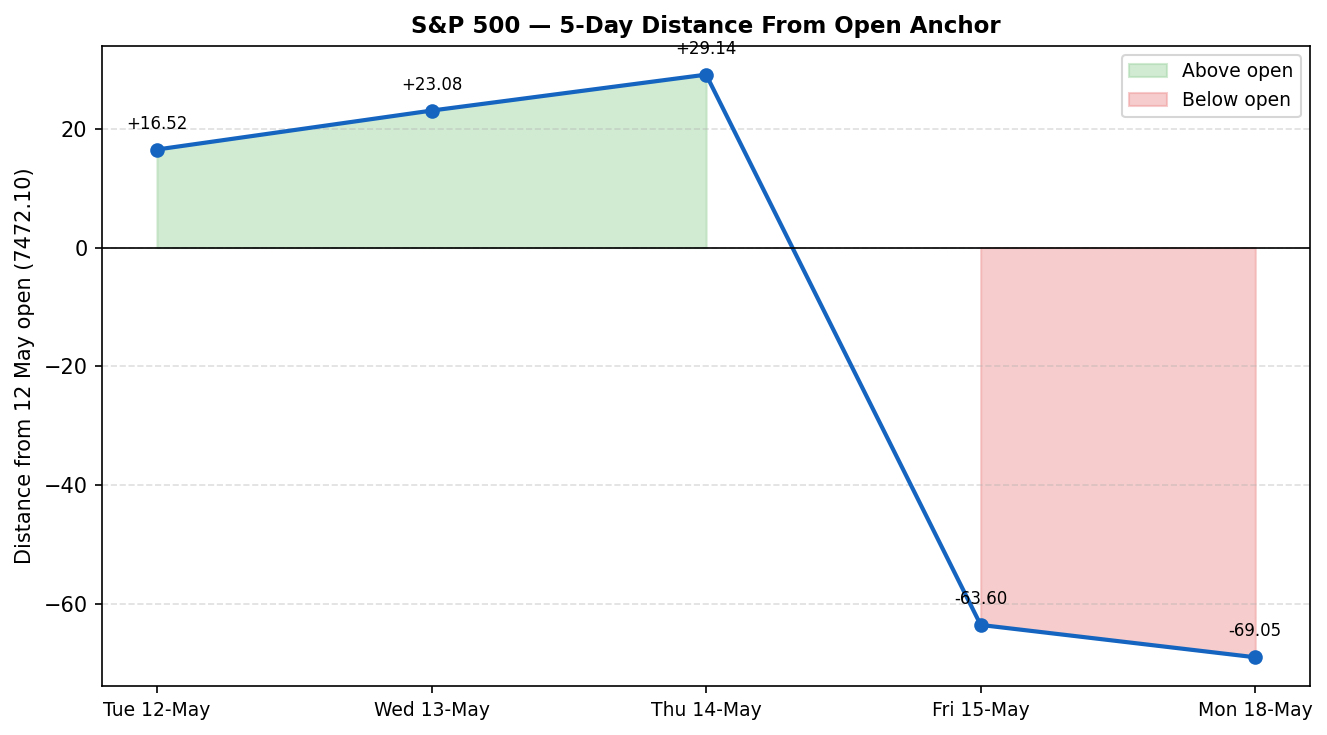 S&P 500 — 5-Day Distance From Open Anchor
Distance from 12 May open (7472.10)
20
0
−20
−40
−60
+16.52
+23.08
+29.14
-63.60
-69.05
Above open
Below open
Tue 12-May
Wed 13-May
Thu 14-May
Fri 15-May
Mon 18-May